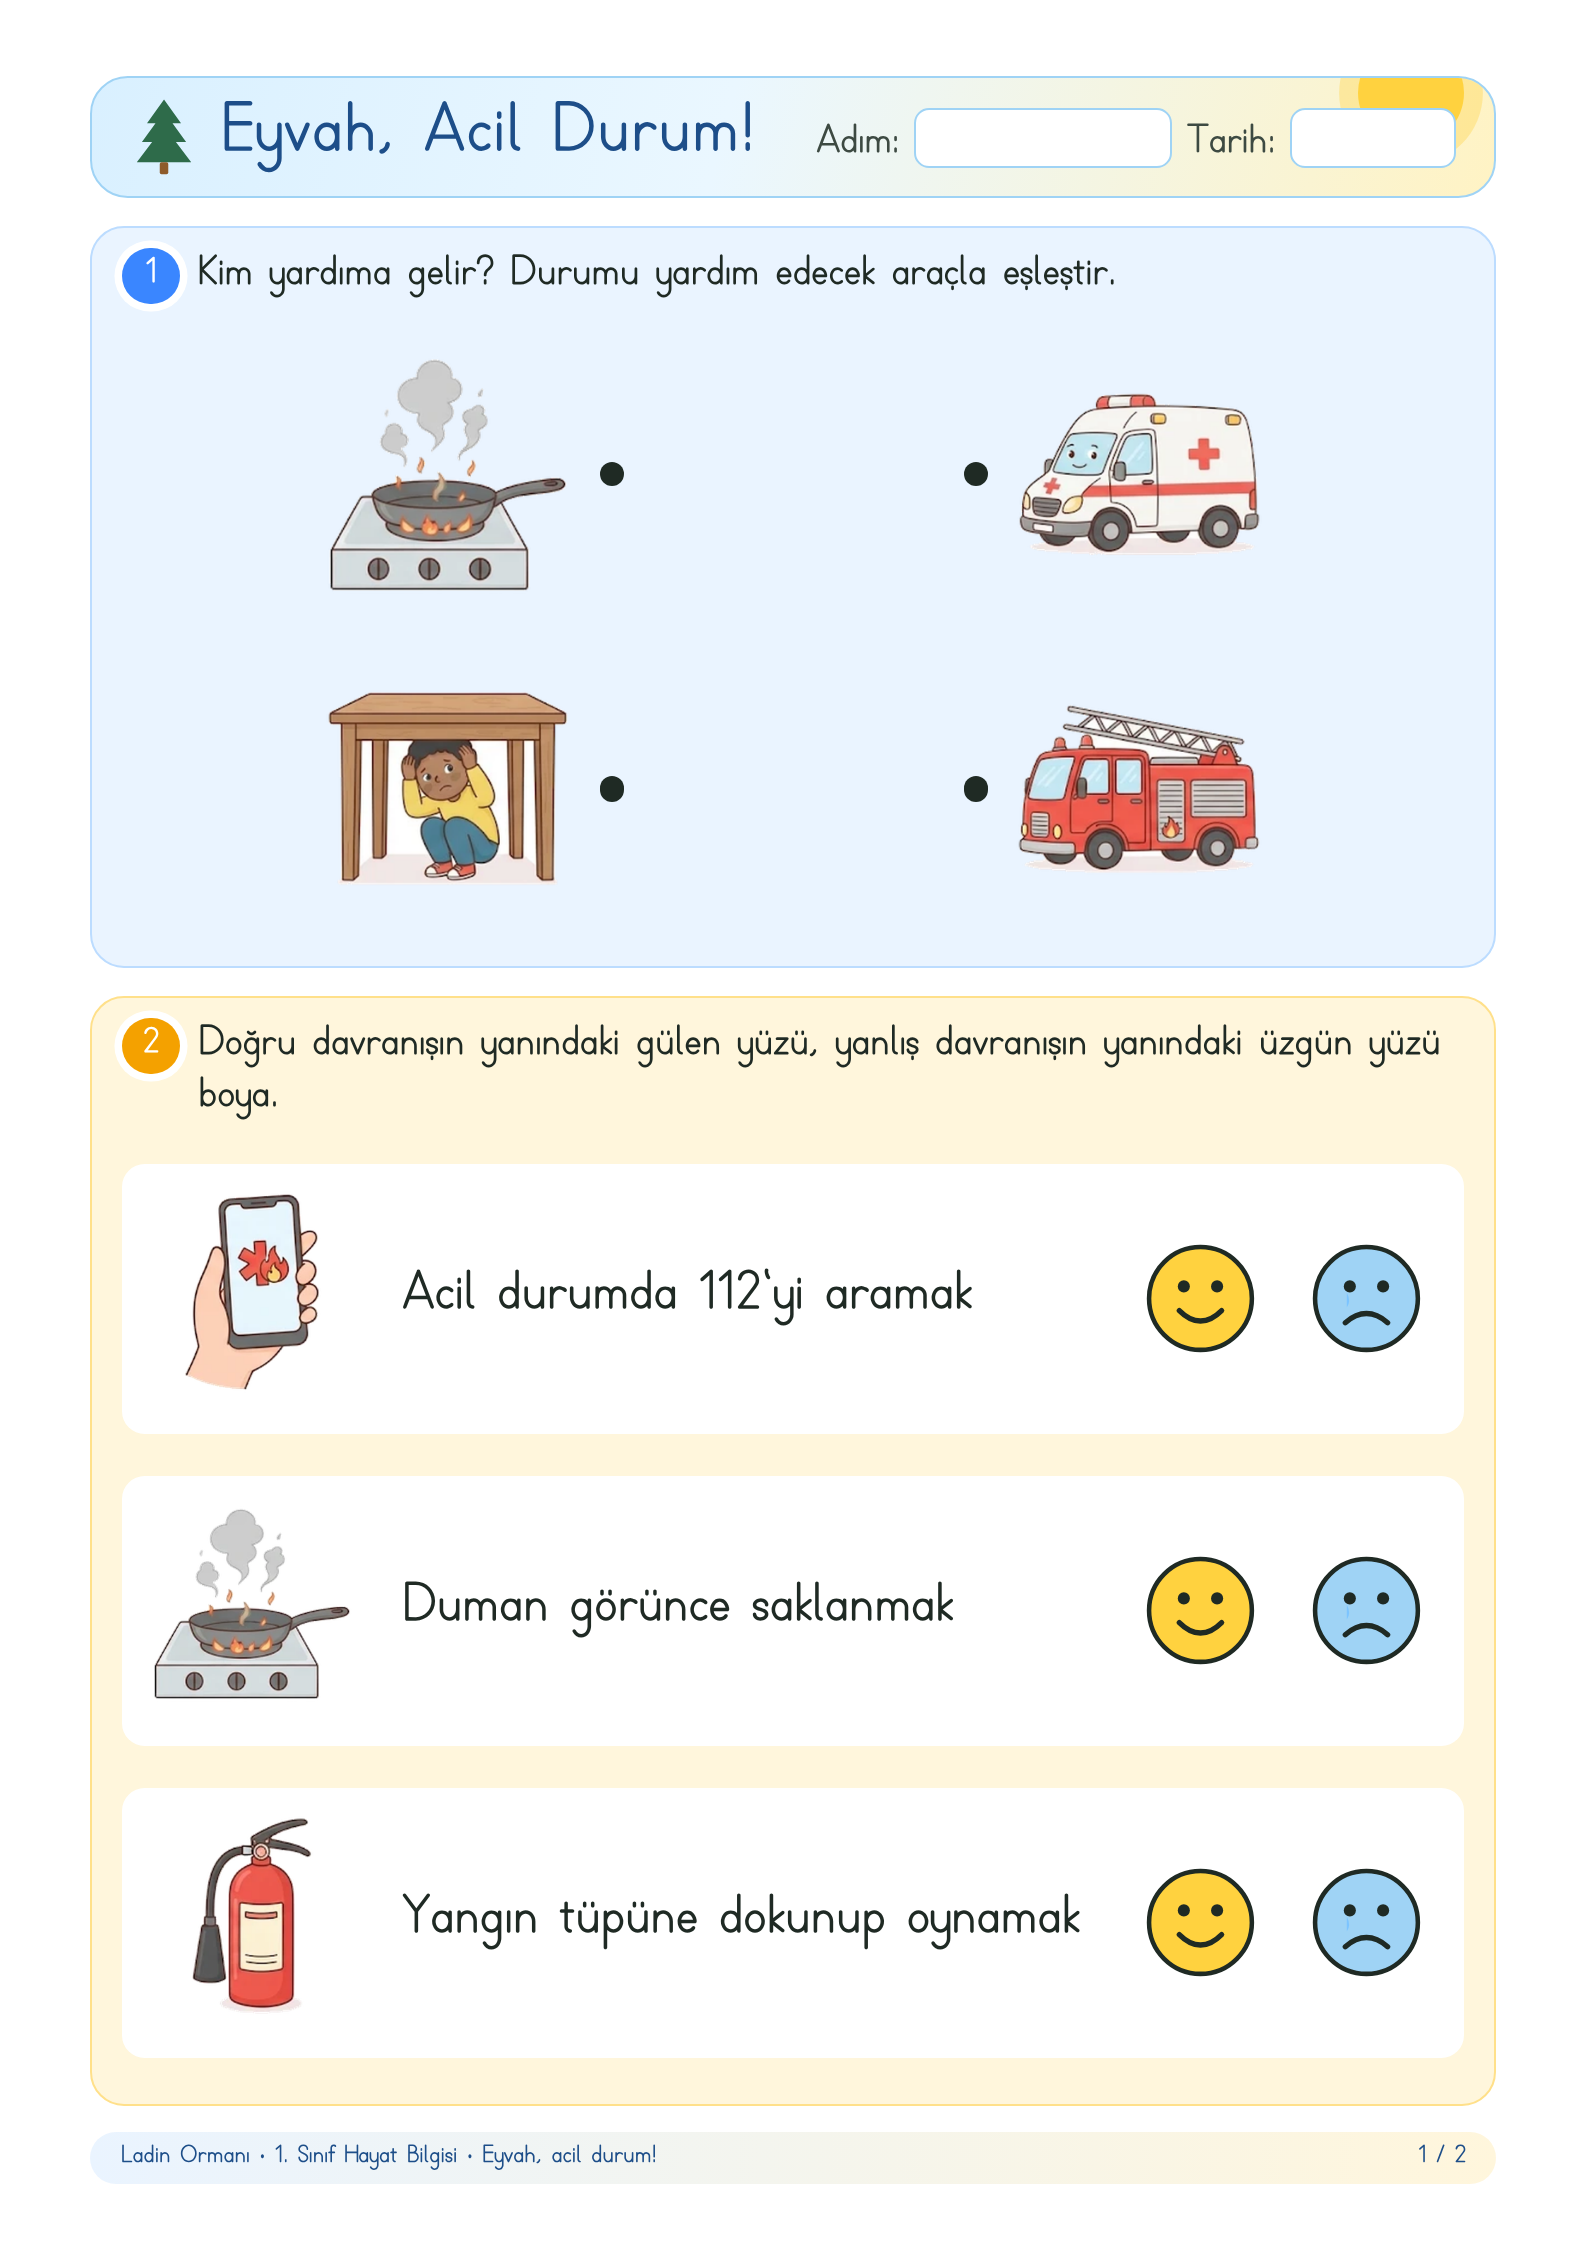 Eyvah, Acil Durum!
Adım:
Tarih:
1
Kim yardıma gelir? Durumu yardım edecek araçla eşleştir.
2
Doğru davranışın yanındaki gülen yüzü, yanlış davranışın yanındaki üzgün yüzü
boya.
Acil durumda 112‘yi aramak
Duman görünce saklanmak
Yangın tüpüne dokunup oynamak
Ladin Ormanı • 1. Sınıf Hayat Bilgisi • Eyvah, acil durum!
1 / 2